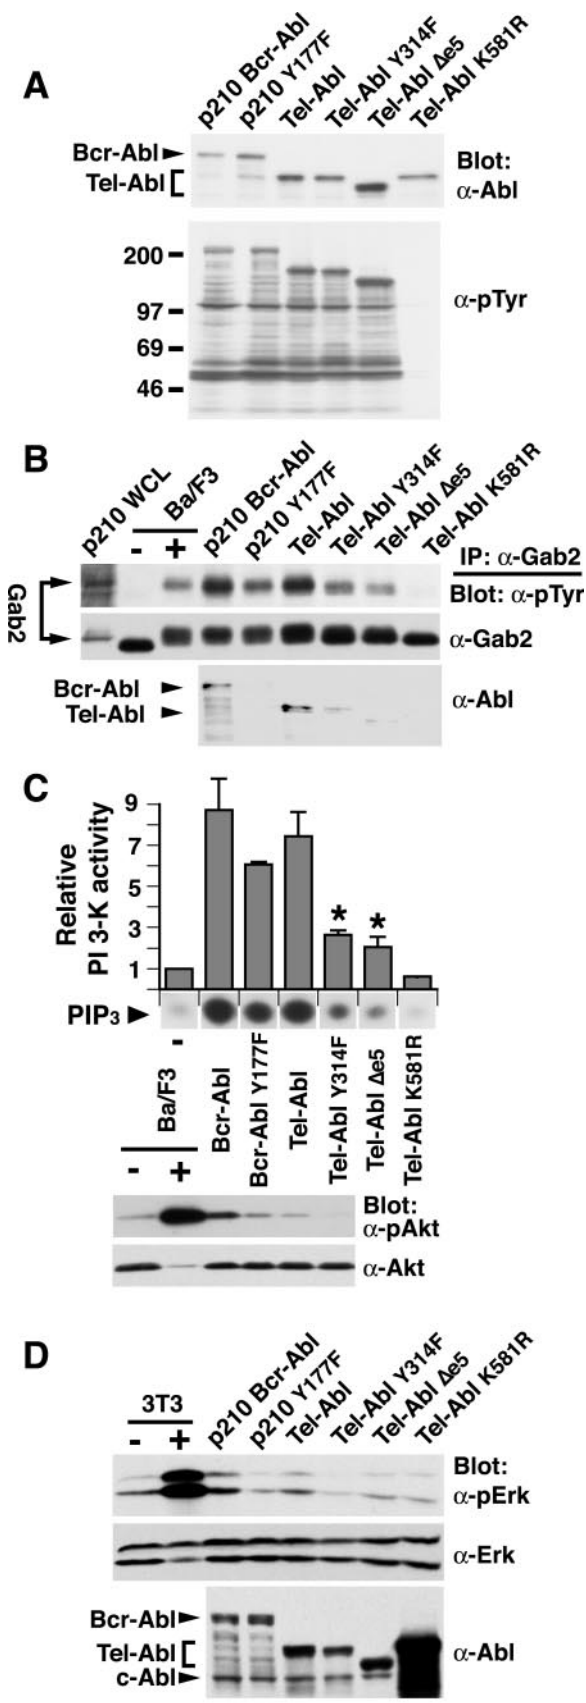 A
p210 Bcr-Abl
p210 Y177F
Tel-Abl
Tel-Abl Y314F
Tel-Abl Δe5
Tel-Abl K581R
Bcr-Abl
Tel-Abl
Blot:
α-Abl
200
97
69
46
α-pTyr
B
p210 WCL
Ba/F3
- +
p210 Bcr-Abl
p210 Y177F
Tel-Abl
Tel-Abl Y314F
Tel-Abl Δe5
Tel-Abl K581R
IP: α-Gab2
Blot: α-pTyr
Gab2
α-Gab2
Bcr-Abl
Tel-Abl
α-Abl
C
Relative
PI 3-K activity
9
7
5
3
1
* *
PIP3
-
Ba/F3
- +
Bcr-Abl
Bcr-Abl Y177F
Tel-Abl
Tel-Abl Y314F
Tel-Abl Δe5
Tel-Abl K581R
Blot:
α-pAkt
α-Akt
D
3T3
- +
p210 Bcr-Abl
p210 Y177F
Tel-Abl
Tel-Abl Y314F
Tel-Abl Δe5
Tel-Abl K581R
Blot:
α-pErk
α-Erk
Bcr-Abl
Tel-Abl
c-Abl
α-Abl